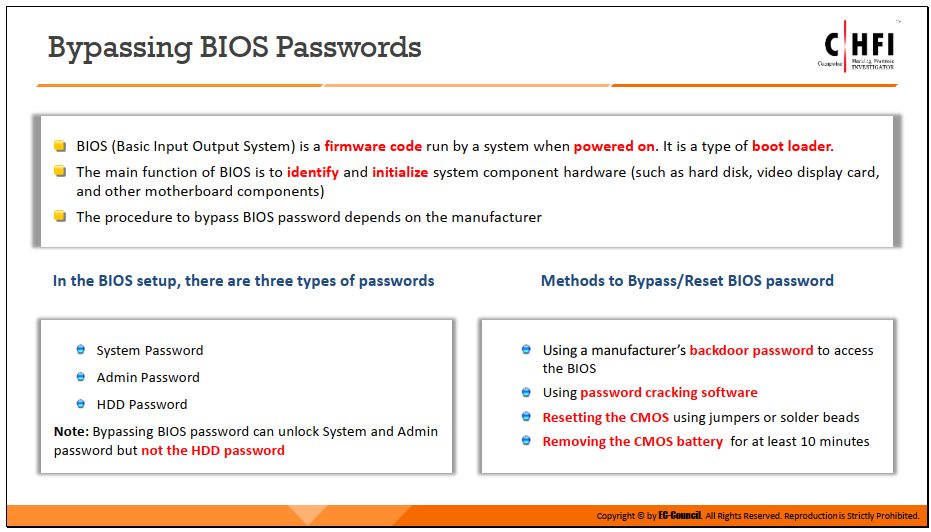 Bypassing BIOS Passwords
CHFI
Computer Hacking Forensic
INVESTIGATOR
BIOS (Basic Input Output System) is a firmware code run by a system when powered on. It is a type of boot loader.
The main function of BIOS is to identify and initialize system component hardware (such as hard disk, video display card,
and other motherboard components)
The procedure to bypass BIOS password depends on the manufacturer
In the BIOS setup, there are three types of passwords
System Password
Admin Password
HDD Password
Note: Bypassing BIOS password can unlock System and Admin
password but not the HDD password
Methods to Bypass/Reset BIOS password
Using a manufacturer’s backdoor password to access
the BIOS
Using password cracking software
Resetting the CMOS using jumpers or solder beads
Removing the CMOS battery for at least 10 minutes
Copyright © by EC-Council. All Rights Reserved. Reproduction is Strictly Prohibited.